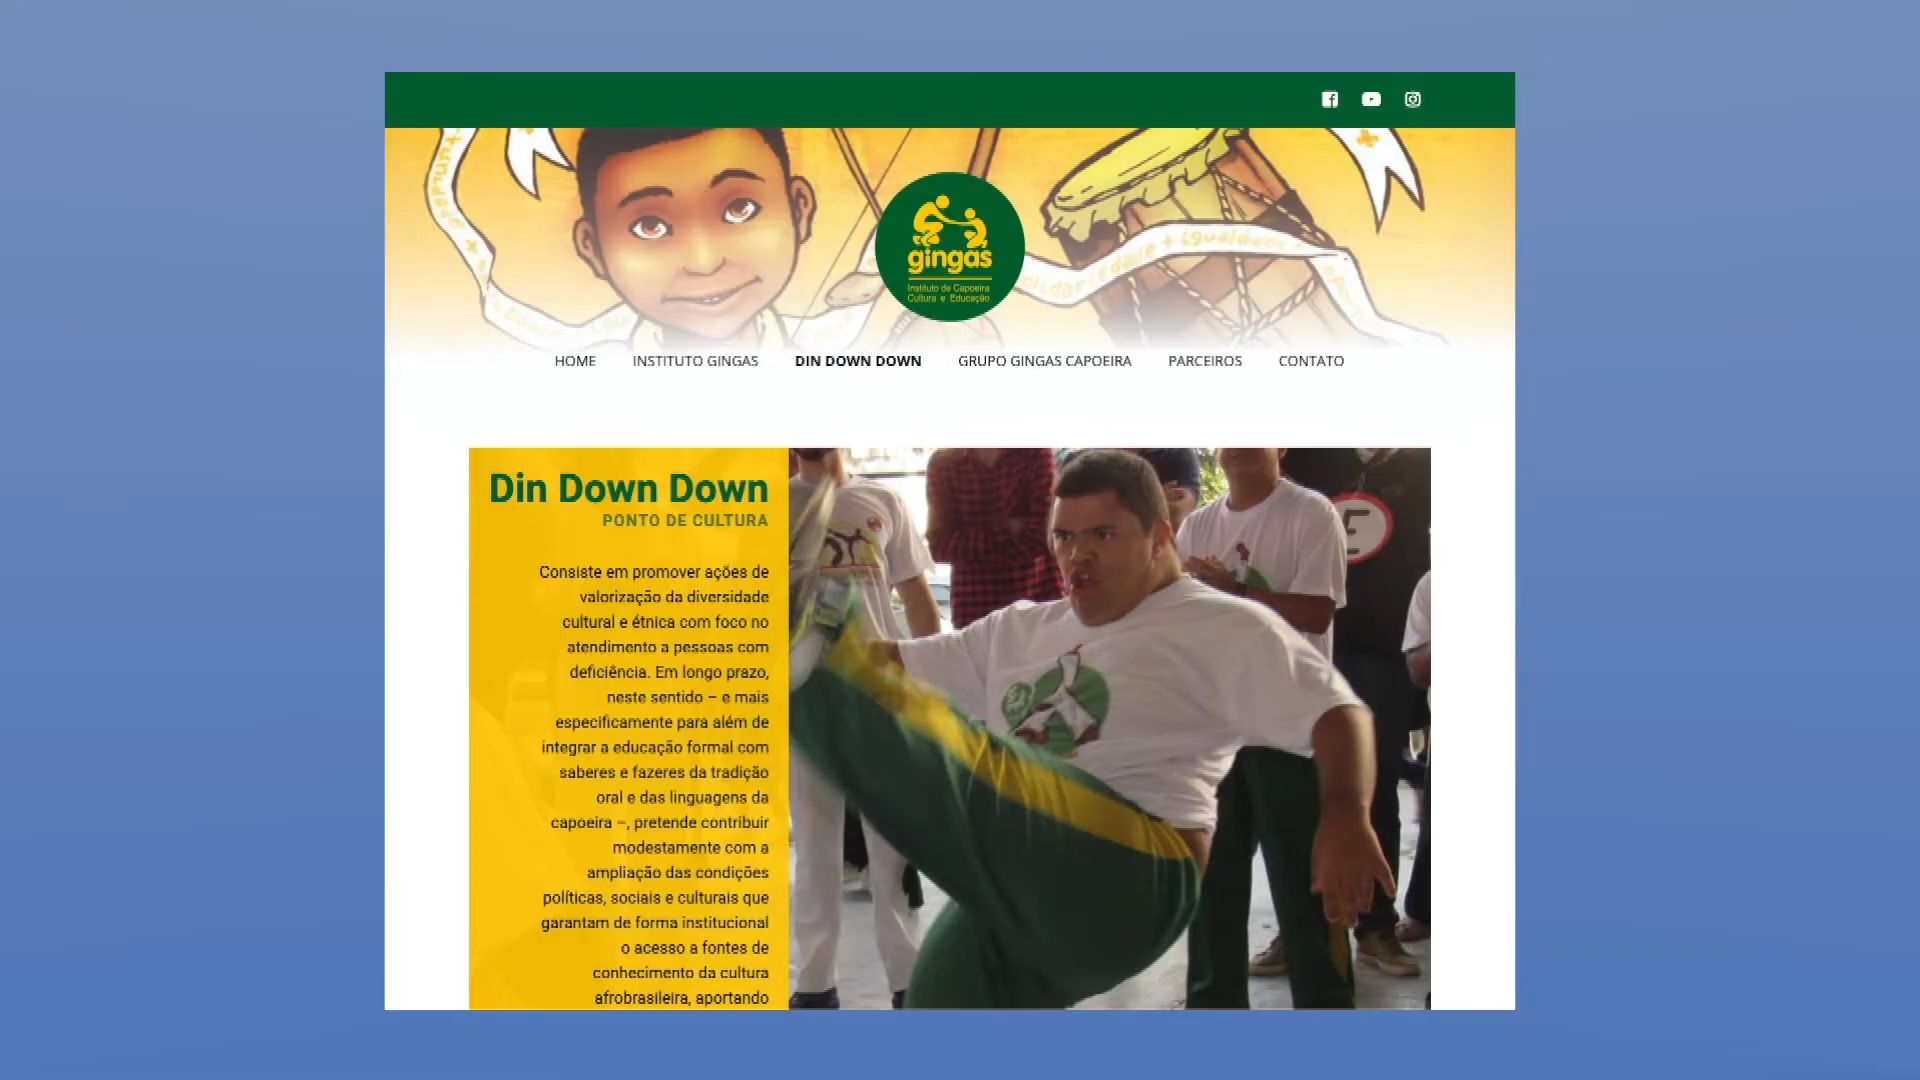 gingas
Instituto de Capoeira
Cultura e Educação
HOME INSTITUTO GINGAS DIN DOWN DOWN GRUPO GINGAS CAPOEIRA PARCEIROS CONTATO
Din Down Down
PONTO DE CULTURA
Consiste em promover ações de
valorização da diversidade
cultural e étnica com foco no
atendimento a pessoas com
deficiência. Em longo prazo,
neste sentido – e mais
especificamente para além de
integrar a educação formal com
saberes e fazeres da tradição
oral e das linguagens da
capoeira –, pretende contribuir
modestamente com a
ampliação das condições
políticas, sociais e culturais que
garantam de forma institucional
o acesso a fontes de
conhecimento da cultura
afrobrasileira, aportando